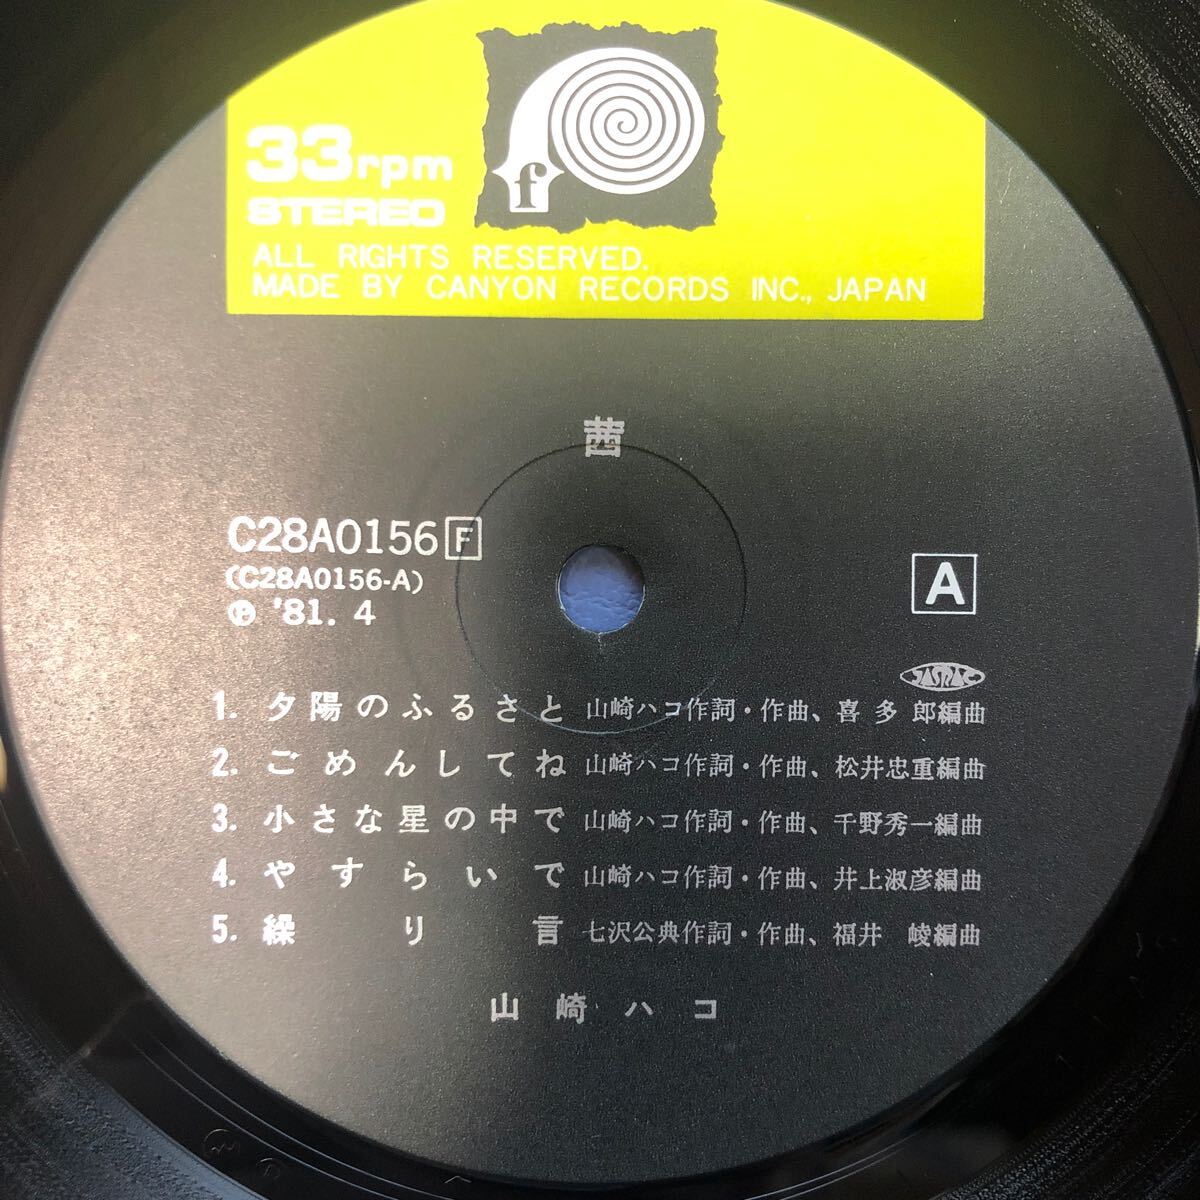 f
33rpm
STEREO
ALL RIGHTS RESERVED.
MADE BY CANYON RECORDS INC., JAPAN
茜
C28A0156 F
(C28A0156-A)
℗ '81. 4
A
JASRAC
1. 夕陽のふるさと 山崎ハコ作詞・作曲、喜多郎編曲
2. ごめんしてね 山崎ハコ作詞・作曲、松井忠重編曲
3. 小さな星の中で 山崎ハコ作詞・作曲、千野秀一編曲
4. やすらいで 山崎ハコ作詞・作曲、井上淑彦編曲
5. 繰り言 七沢公典作詞・作曲、福井 崚編曲
山崎ハコ